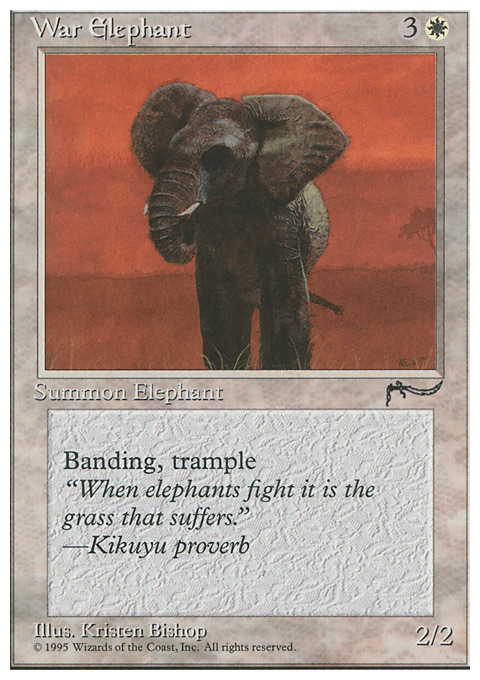 War Elephant
3
Summon Elephant
Banding, trample
“When elephants fight it is the
grass that suffers.”
—Kikuyu proverb
Illus. Kristen Bishop
© 1995 Wizards of the Coast, Inc. All rights reserved.
2/2